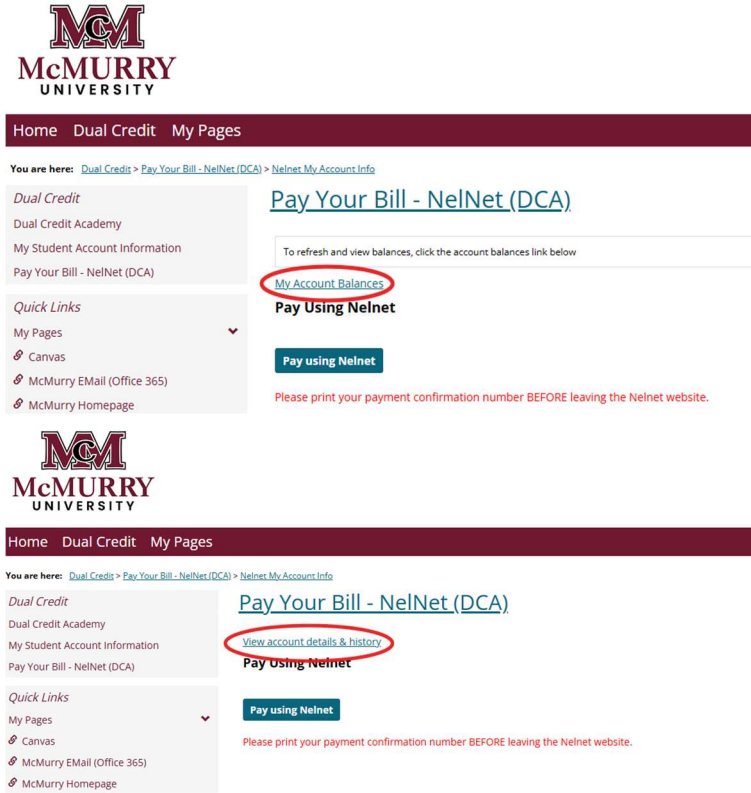 McM
McMURRY
UNIVERSITY
Home Dual Credit My Pages
You are here: Dual Credit > Pay Your Bill - NelNet (DCA) > Nelnet My Account Info
Dual Credit
Dual Credit Academy
My Student Account Information
Pay Your Bill - NelNet (DCA)
Quick Links
My Pages
Canvas
McMurry EMail (Office 365)
McMurry Homepage
Pay Your Bill - NelNet (DCA)
To refresh and view balances, click the account balances link below
My Account Balances
Pay Using Nelnet
Pay using Nelnet
Please print your payment confirmation number BEFORE leaving the Nelnet website.
McM
McMURRY
UNIVERSITY
Home Dual Credit My Pages
You are here: Dual Credit > Pay Your Bill - NelNet (DCA) > Nelnet My Account Info
Dual Credit
Dual Credit Academy
My Student Account Information
Pay Your Bill - NelNet (DCA)
Quick Links
My Pages
Canvas
McMurry EMail (Office 365)
McMurry Homepage
Pay Your Bill - NelNet (DCA)
View account details & history
Pay Using Nelnet
Pay using Nelnet
Please print your payment confirmation number BEFORE leaving the Nelnet website.